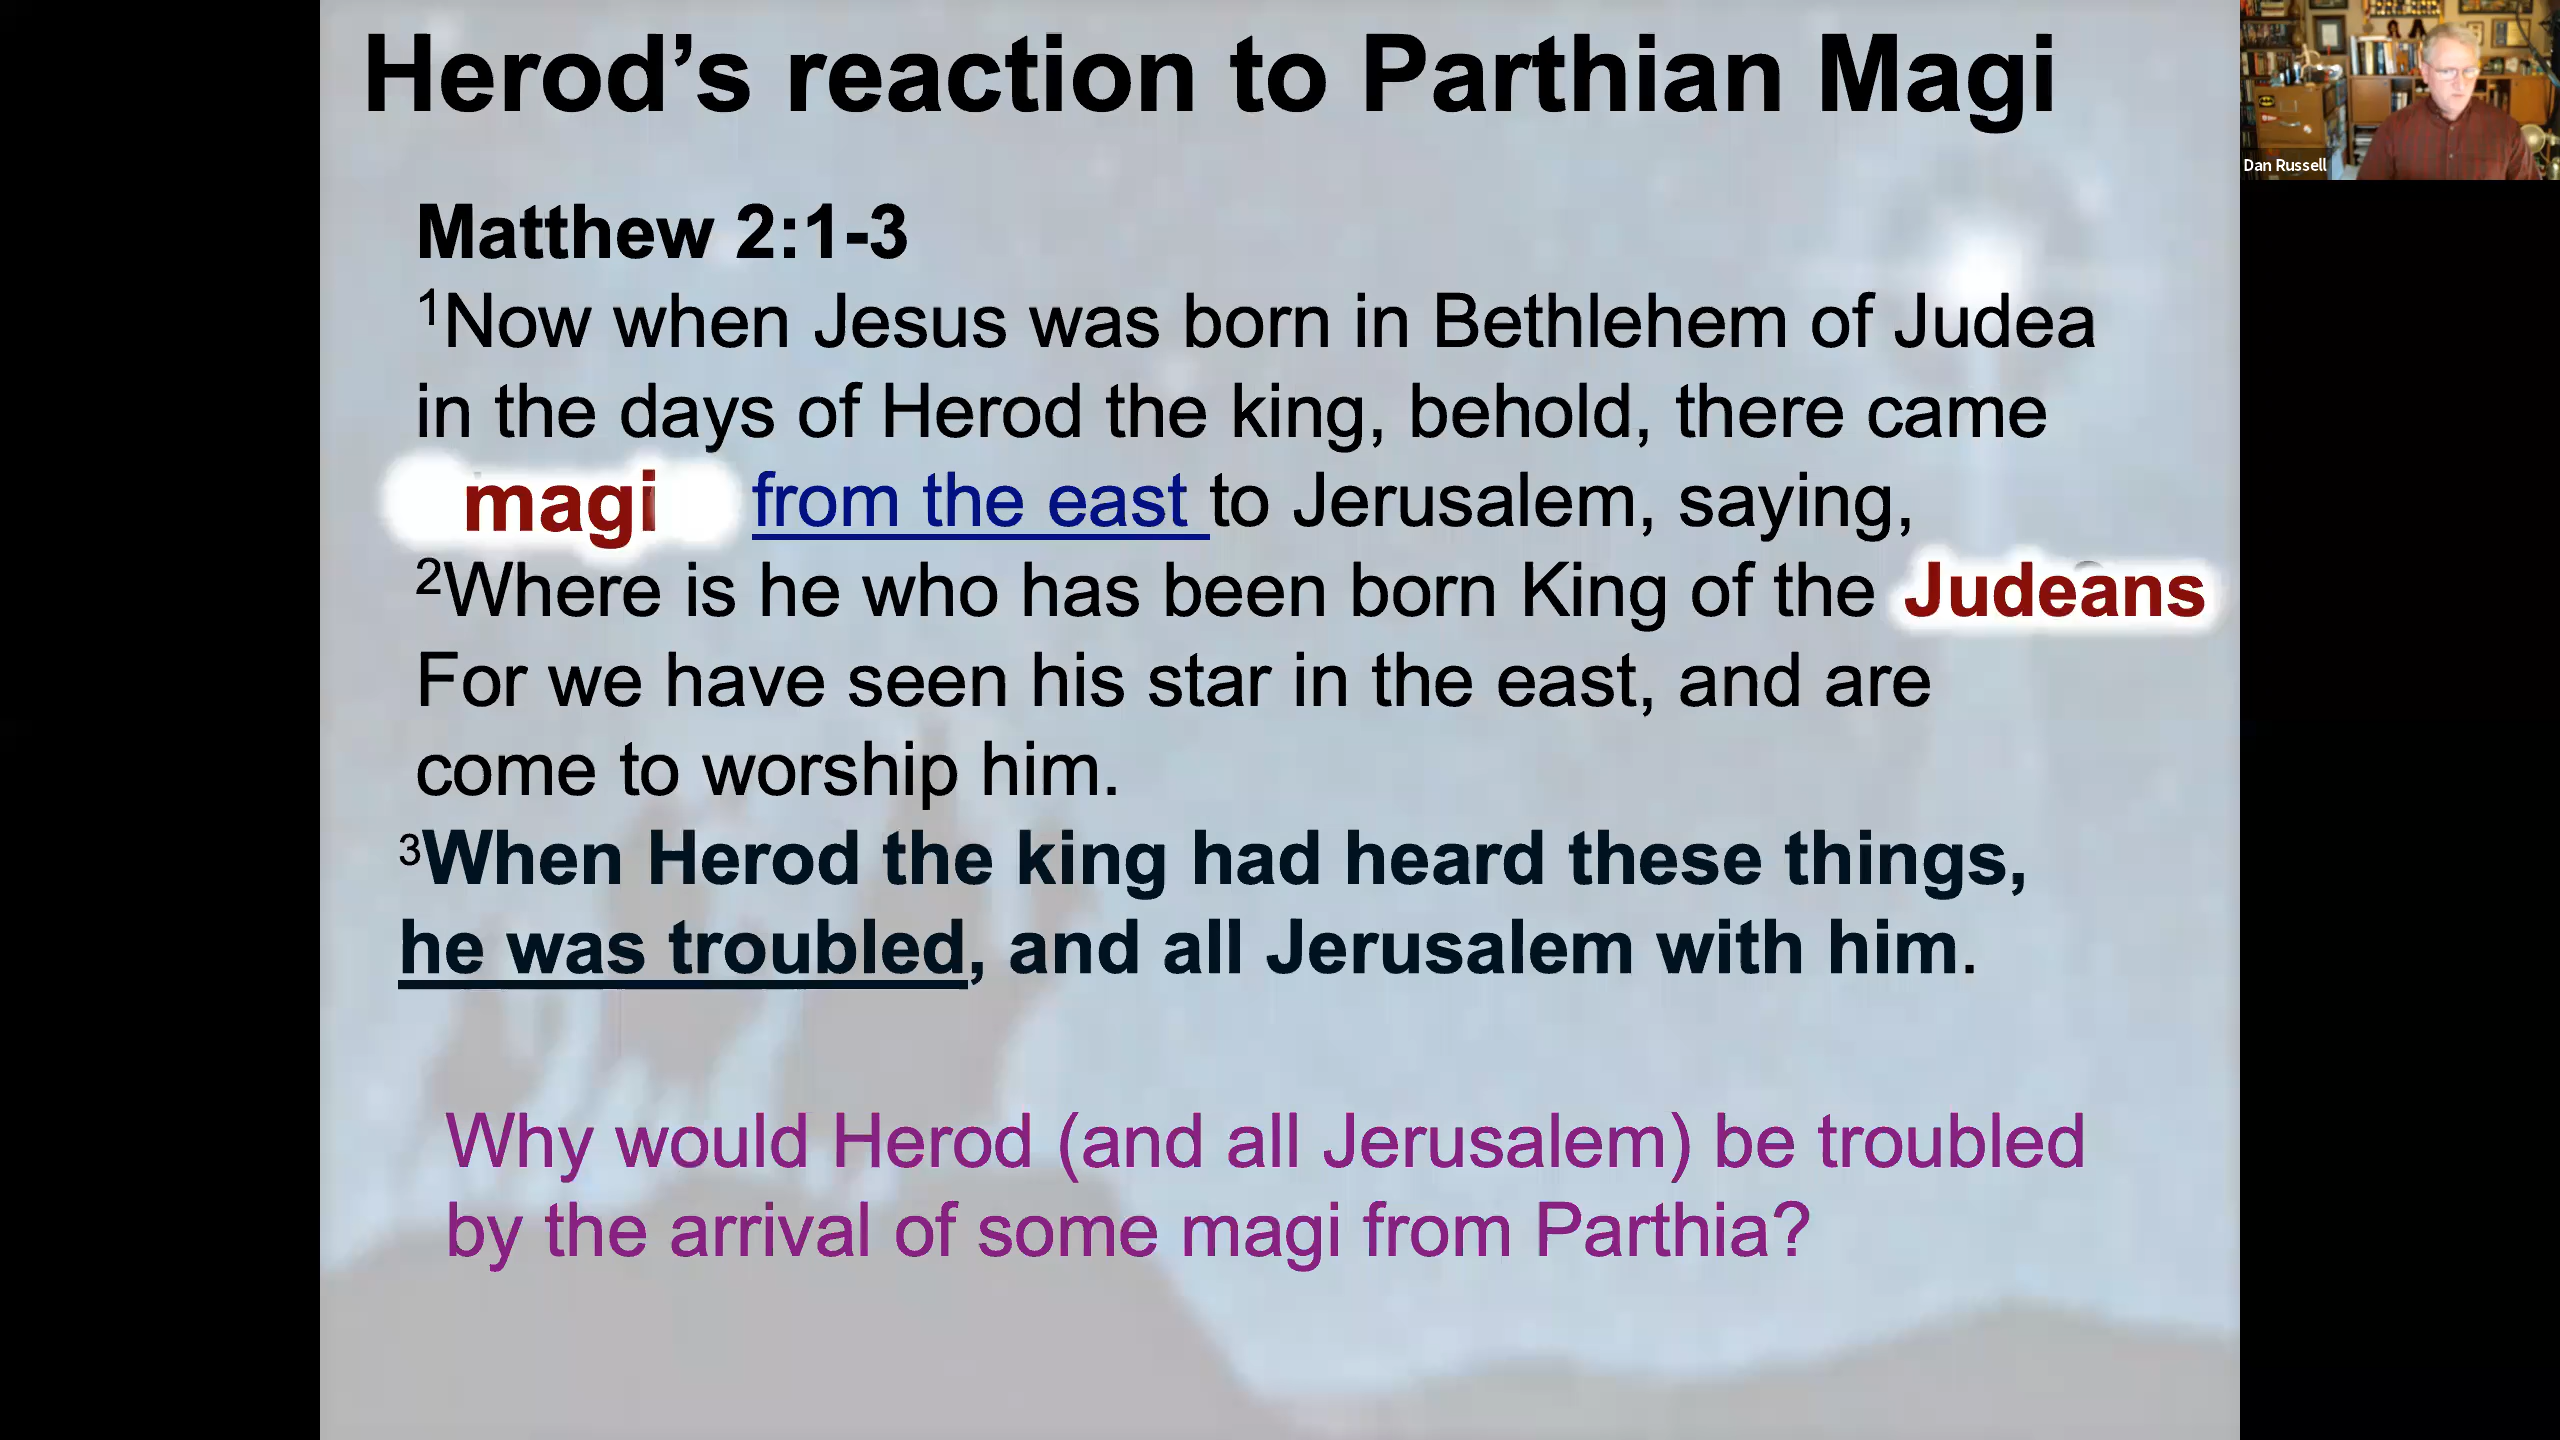 Herod’s reaction to Parthian Magi
Dan Russell
Matthew 2:1-3
¹Now when Jesus was born in Bethlehem of Judea
in the days of Herod the king, behold, there came
magi from the east to Jerusalem, saying,
²Where is he who has been born King of the Judeans
For we have seen his star in the east, and are
come to worship him.
³When Herod the king had heard these things,
he was troubled, and all Jerusalem with him.
Why would Herod (and all Jerusalem) be troubled
by the arrival of some magi from Parthia?